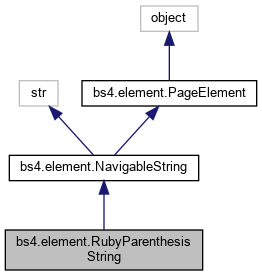 object
str
bs4.element.PageElement
bs4.element.NavigableString
bs4.element.RubyParenthesis
String